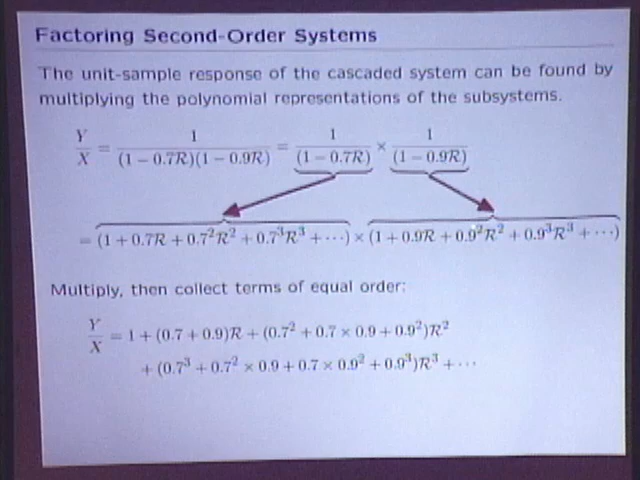 Factoring Second-Order Systems
The unit-sample response of the cascaded system can be found by
multiplying the polynomial representations of the subsystems.
Y/X = 1/((1 − 0.7R)(1 − 0.9R)) = 1/(1 − 0.7R) × 1/(1 − 0.9R)
= (1 + 0.7R + 0.7²R² + 0.7³R³ + ···) × (1 + 0.9R + 0.9²R² + 0.9³R³ + ···)
Multiply, then collect terms of equal order:
Y/X = 1 + (0.7 + 0.9)R + (0.7² + 0.7 × 0.9 + 0.9²)R²
+ (0.7³ + 0.7² × 0.9 + 0.7 × 0.9² + 0.9³)R³ + ···